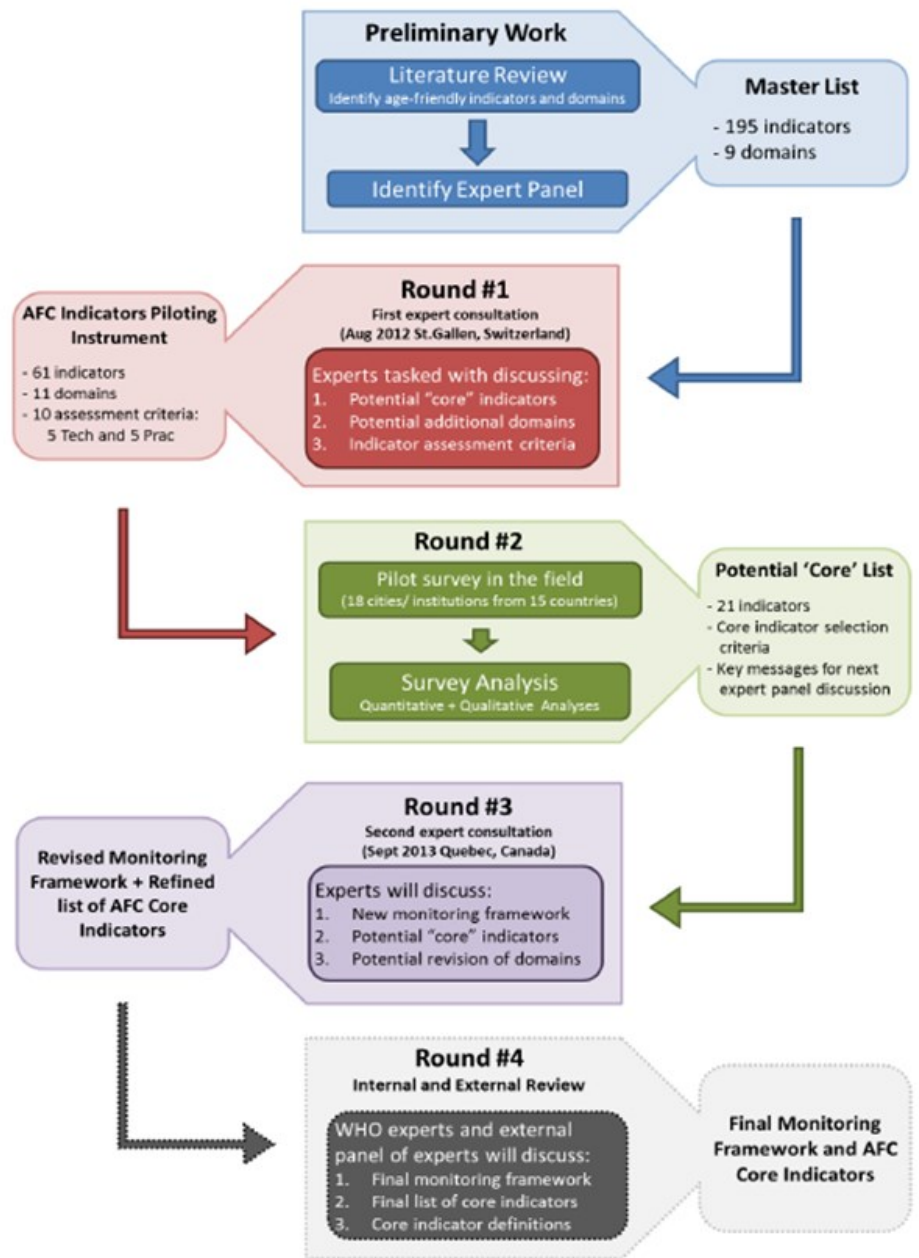 Preliminary Work
Literature Review
Identify age-friendly indicators and domains
Identify Expert Panel
Master List
- 195 indicators
- 9 domains
Round #1
First expert consultation
(Aug 2012 St.Gallen, Switzerland)
Experts tasked with discussing:
1. Potential "core" indicators
2. Potential additional domains
3. Indicator assessment criteria
AFC Indicators Piloting
Instrument
- 61 indicators
- 11 domains
- 10 assessment criteria:
5 Tech and 5 Prac
Round #2
Pilot survey in the field
(18 cities/ institutions from 15 countries)
Survey Analysis
Quantitative + Qualitative Analyses
Potential 'Core' List
- 21 indicators
- Core indicator selection
criteria
- Key messages for next
expert panel discussion
Round #3
Second expert consultation
(Sept 2013 Quebec, Canada)
Experts will discuss:
1. New monitoring framework
2. Potential "core" indicators
3. Potential revision of domains
Revised Monitoring
Framework + Refined
list of AFC Core
Indicators
Round #4
Internal and External Review
WHO experts and external
panel of experts will discuss:
1. Final monitoring framework
2. Final list of core indicators
3. Core indicator definitions
Final Monitoring
Framework and AFC
Core Indicators